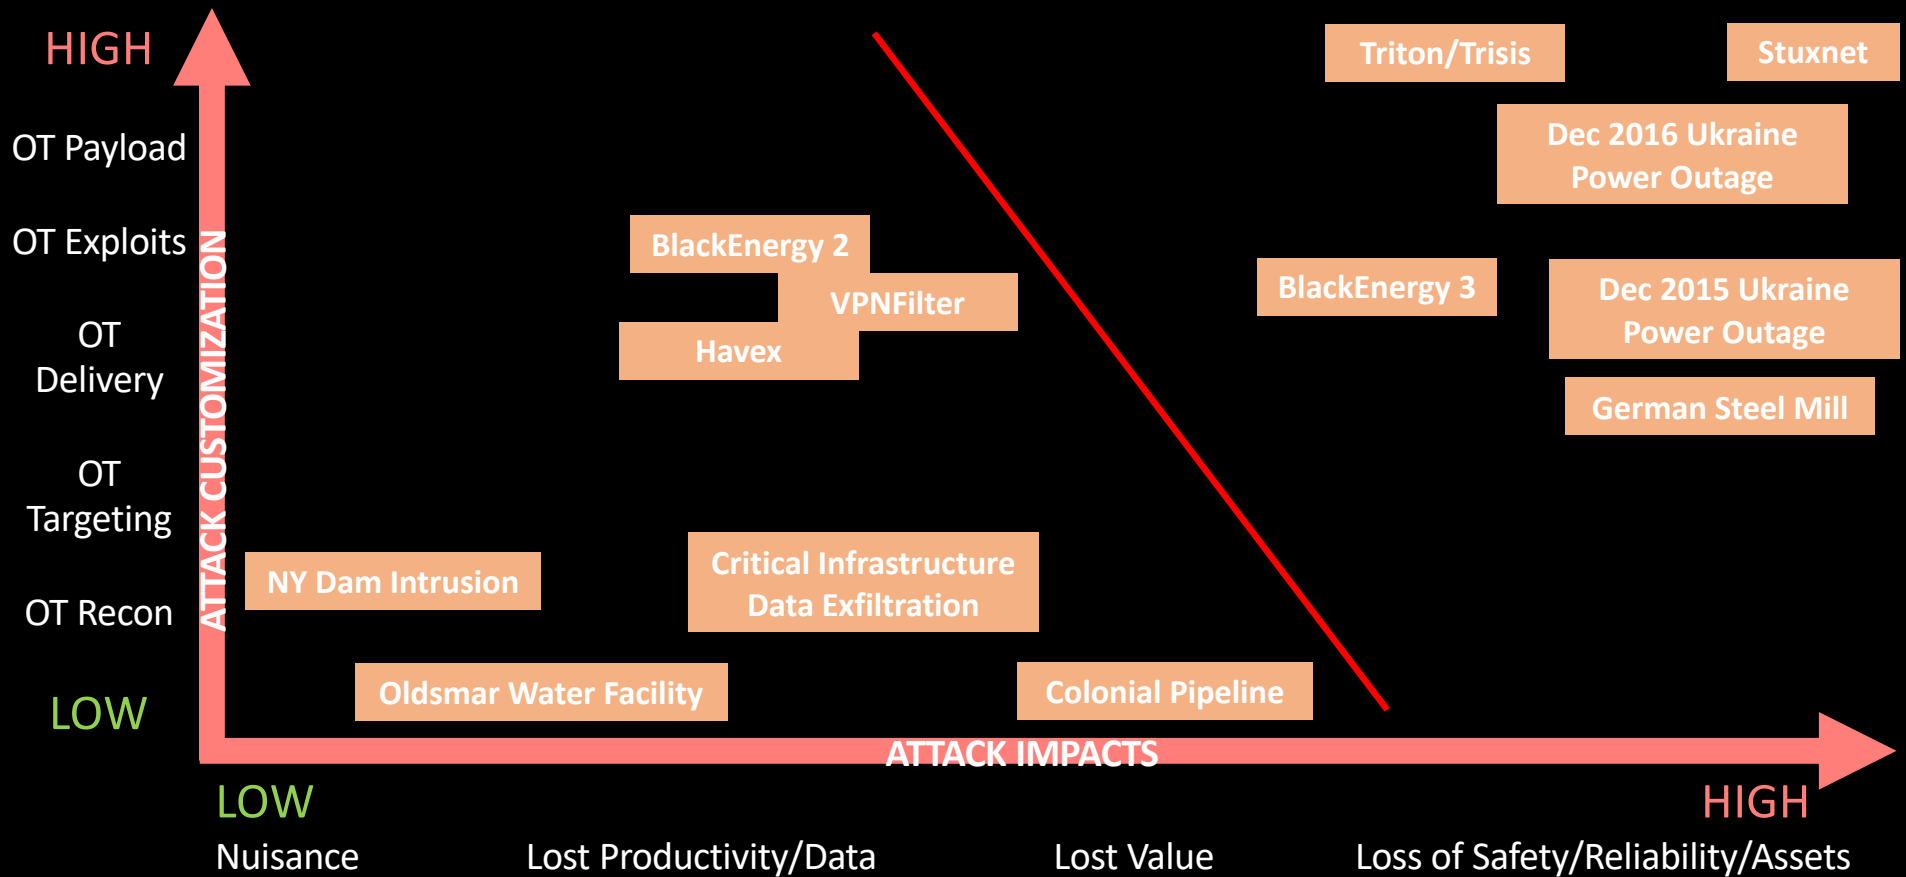 HIGH
Triton/Trisis
Stuxnet
OT Payload
Dec 2016 Ukraine
Power Outage
OT Exploits
BlackEnergy 2
VPNFilter
BlackEnergy 3
Dec 2015 Ukraine
Power Outage
OT
Delivery
Havex
German Steel Mill
ATTACK CUSTOMIZATION
OT
Targeting
NY Dam Intrusion
Critical Infrastructure
Data Exfiltration
OT Recon
LOW
Oldsmar Water Facility
Colonial Pipeline
ATTACK IMPACTS
LOW
HIGH
Nuisance
Lost Productivity/Data
Lost Value
Loss of Safety/Reliability/Assets